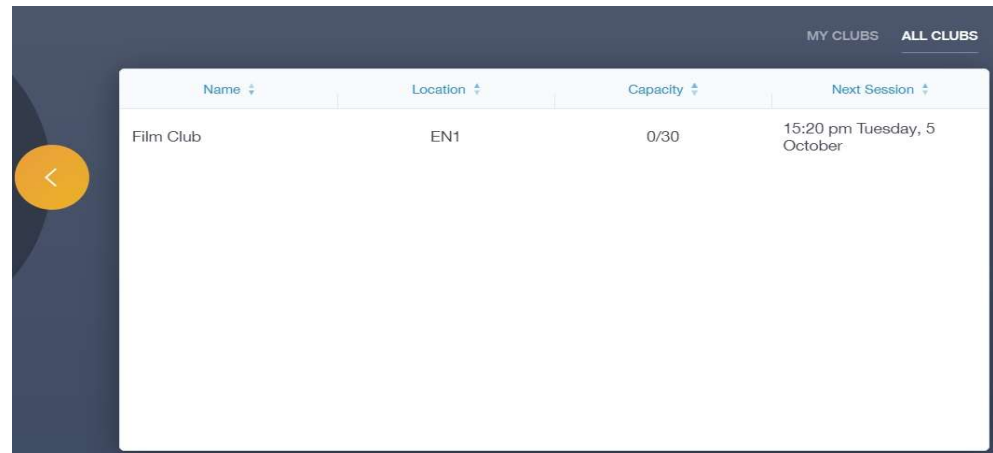 MY CLUBS ALL CLUBS
Name Location Capacity Next Session
Film Club EN1 0/30 15:20 pm Tuesday, 5
October